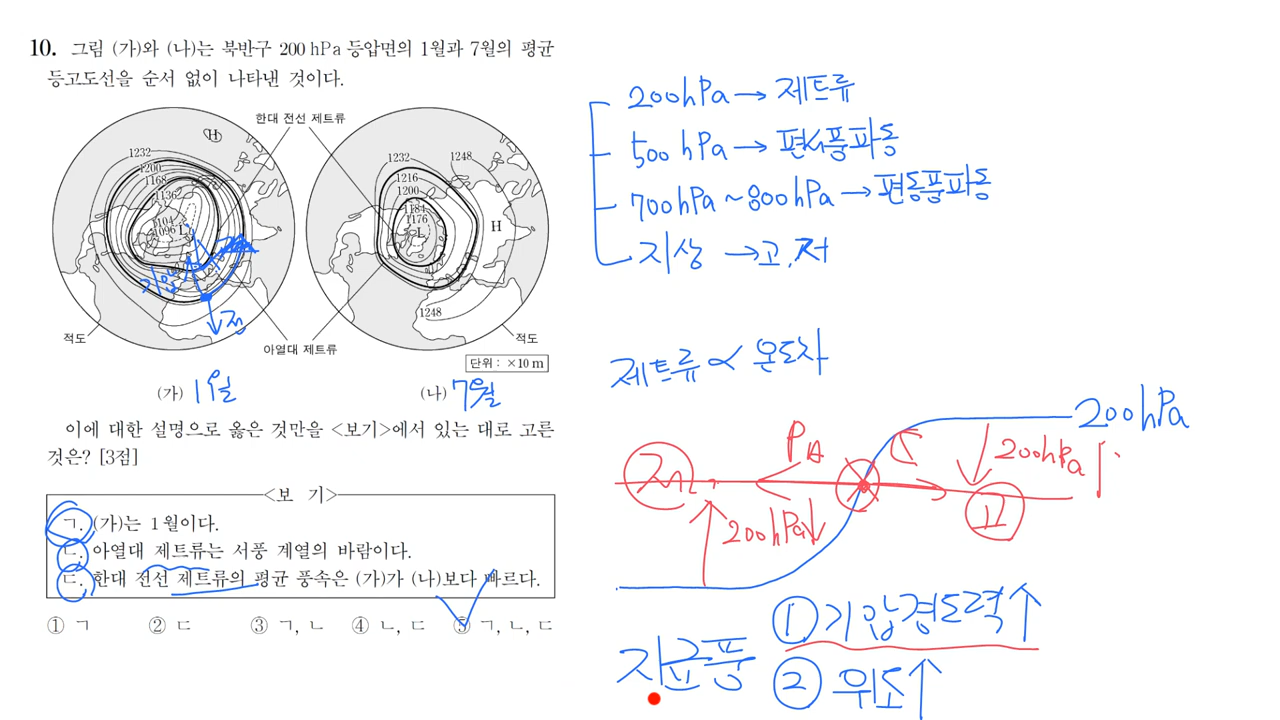 10. 그림 (가)와 (나)는 북반구 200 hPa 등압면의 1월과 7월의 평균
등고도선을 순서 없이 나타낸 것이다.
한대 전선 제트류
H
1232
1200
1168
1136
1104
1096
L
기압
전
적도
1232
1248
1216
1200
1184
1176
L
H
1248
적도
아열대 제트류
단위 : ×10 m
(가) 1월
(나) 7월
이에 대한 설명으로 옳은 것만을 <보기>에서 있는 대로 고른
것은? [3점]
<보 기>
ㄱ. (가)는 1월이다.
ㄴ. 아열대 제트류는 서풍 계열의 바람이다.
ㄷ. 한대 전선 제트류의 평균 풍속은 (가)가 (나)보다 빠르다.
① ㄱ ② ㄷ ③ ㄱ, ㄴ ④ ㄴ, ㄷ ⑤ ㄱ, ㄴ, ㄷ
200hPa → 제트류
500 hPa → 편서풍파동
700hPa ~ 800hPa → 편동풍파동
지상 → 고, 저
제트류 ∝ 온도차
200hPa
PA
C
200hPa↑
저
고
200hPa↓
지균풍 ① 기압경도력↑
② 위도↑